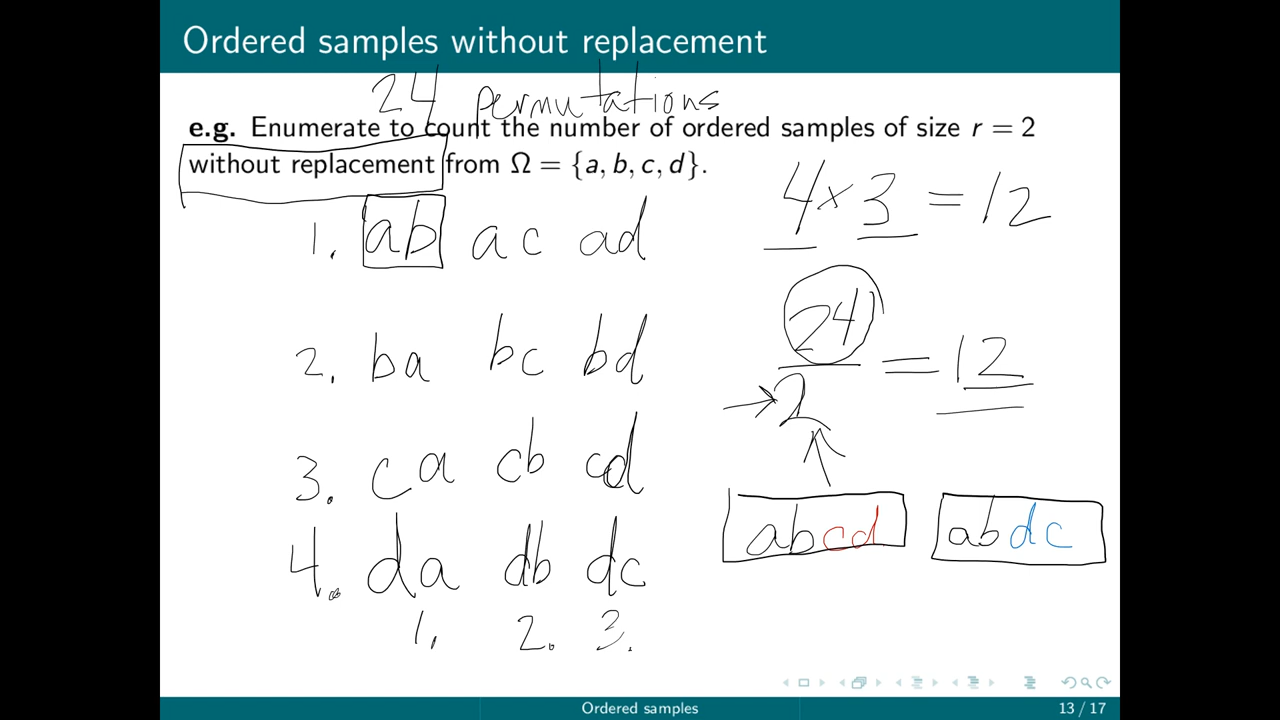 Ordered samples without replacement
24 permutations
e.g. Enumerate to count the number of ordered samples of size r = 2
without replacement from Ω = {a, b, c, d}.
4 × 3 = 12
1. ab ac ad
24
2
= 12
2. ba bc bd
3. ca cb cd
abcd abdc
4. da db dc
1. 2. 3.
Ordered samples
13 / 17